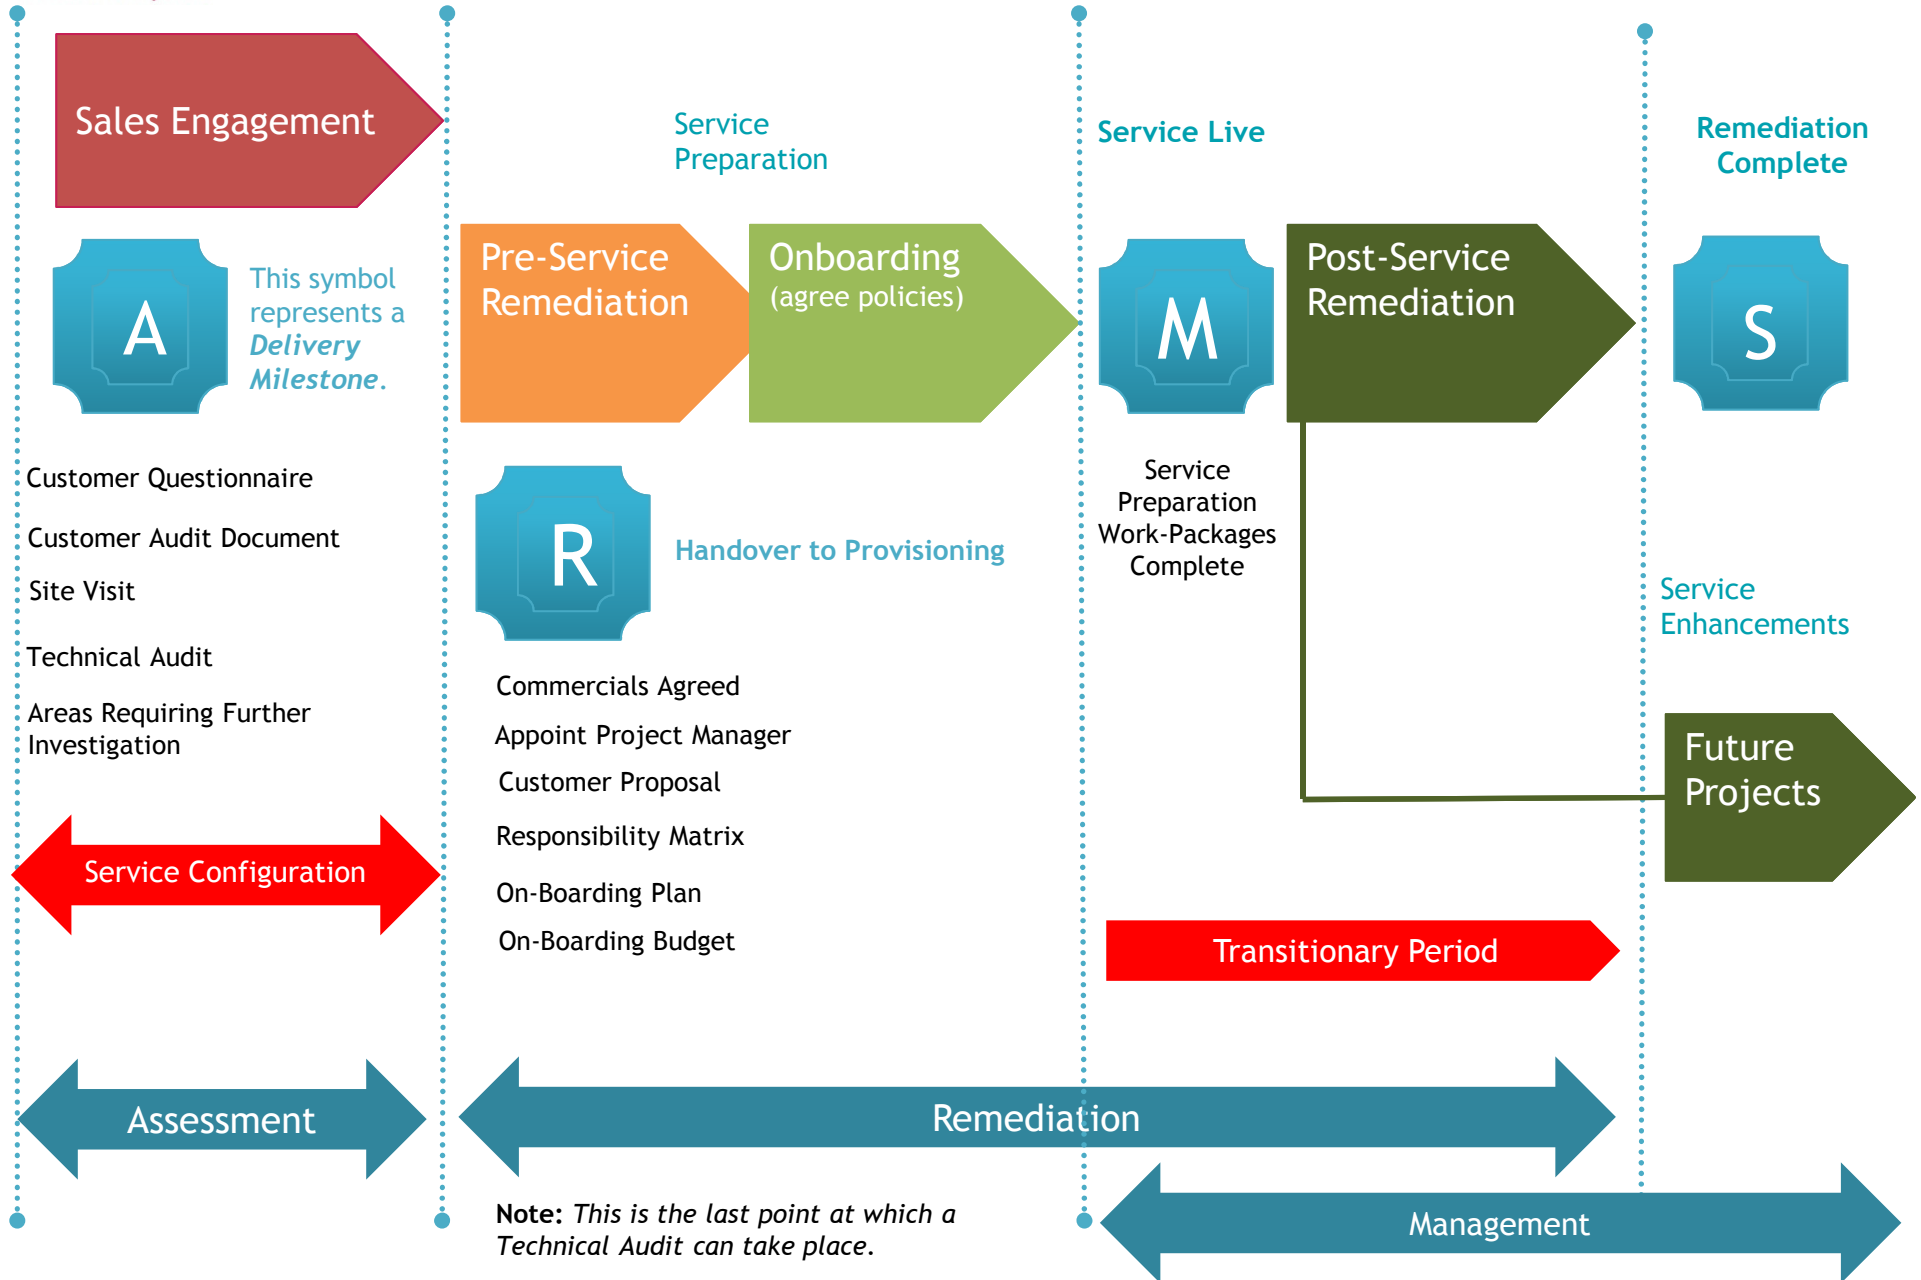 Sales Engagement
Service
Preparation
Service Live
Remediation
Complete
A
This symbol
represents a
Delivery
Milestone.
Pre-Service
Remediation
Onboarding
(agree policies)
M
Post-Service
Remediation
S
Customer Questionnaire
Customer Audit Document
Site Visit
Technical Audit
Areas Requiring Further
Investigation
R
Handover to Provisioning
Service
Preparation
Work-Packages
Complete
Service
Enhancements
Commercials Agreed
Appoint Project Manager
Customer Proposal
Responsibility Matrix
On-Boarding Plan
On-Boarding Budget
Future
Projects
Service Configuration
Transitionary Period
Assessment
Remediation
Note: This is the last point at which a
Technical Audit can take place.
Management